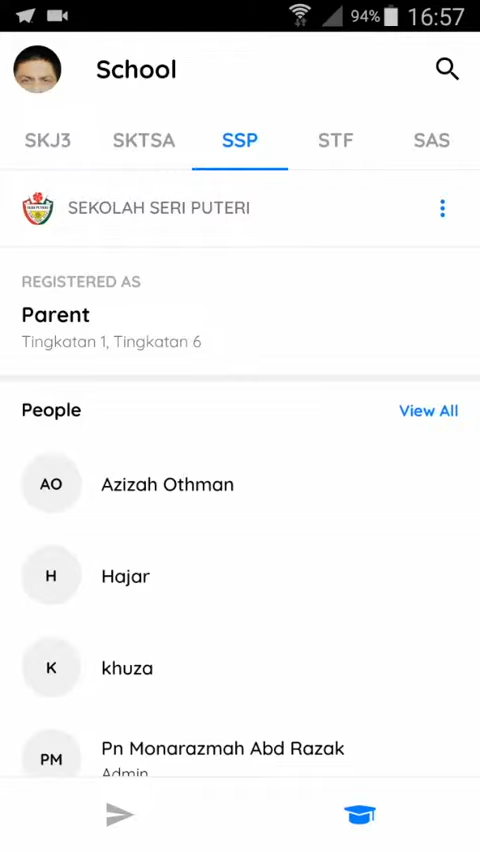 94% 16:57
School
SKJ3 SKTSA SSP STF SAS
SEKOLAH SERI PUTERI
REGISTERED AS
Parent
Tingkatan 1, Tingkatan 6
People View All
AO Azizah Othman
H Hajar
K khuza
PM Pn Monarazmah Abd Razak
Admin